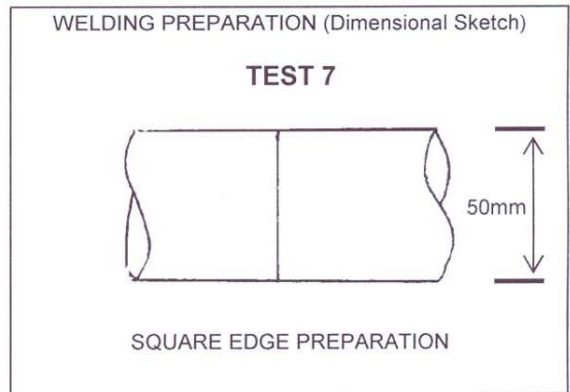 WELDING PREPARATION (Dimensional Sketch)
TEST 7
50mm
SQUARE EDGE PREPARATION